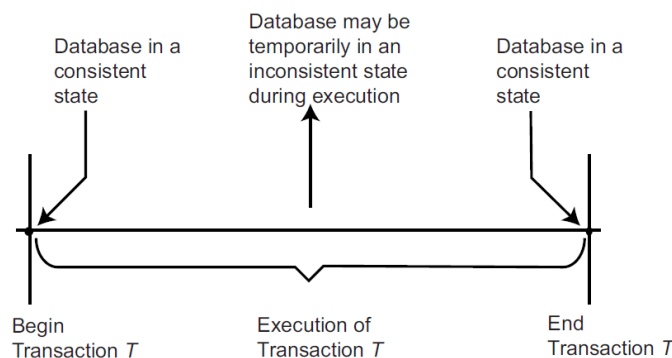 Database in a
consistent
state
Database may be
temporarily in an
inconsistent state
during execution
Database in a
consistent
state
Begin
Transaction T
Execution of
Transaction T
End
Transaction T